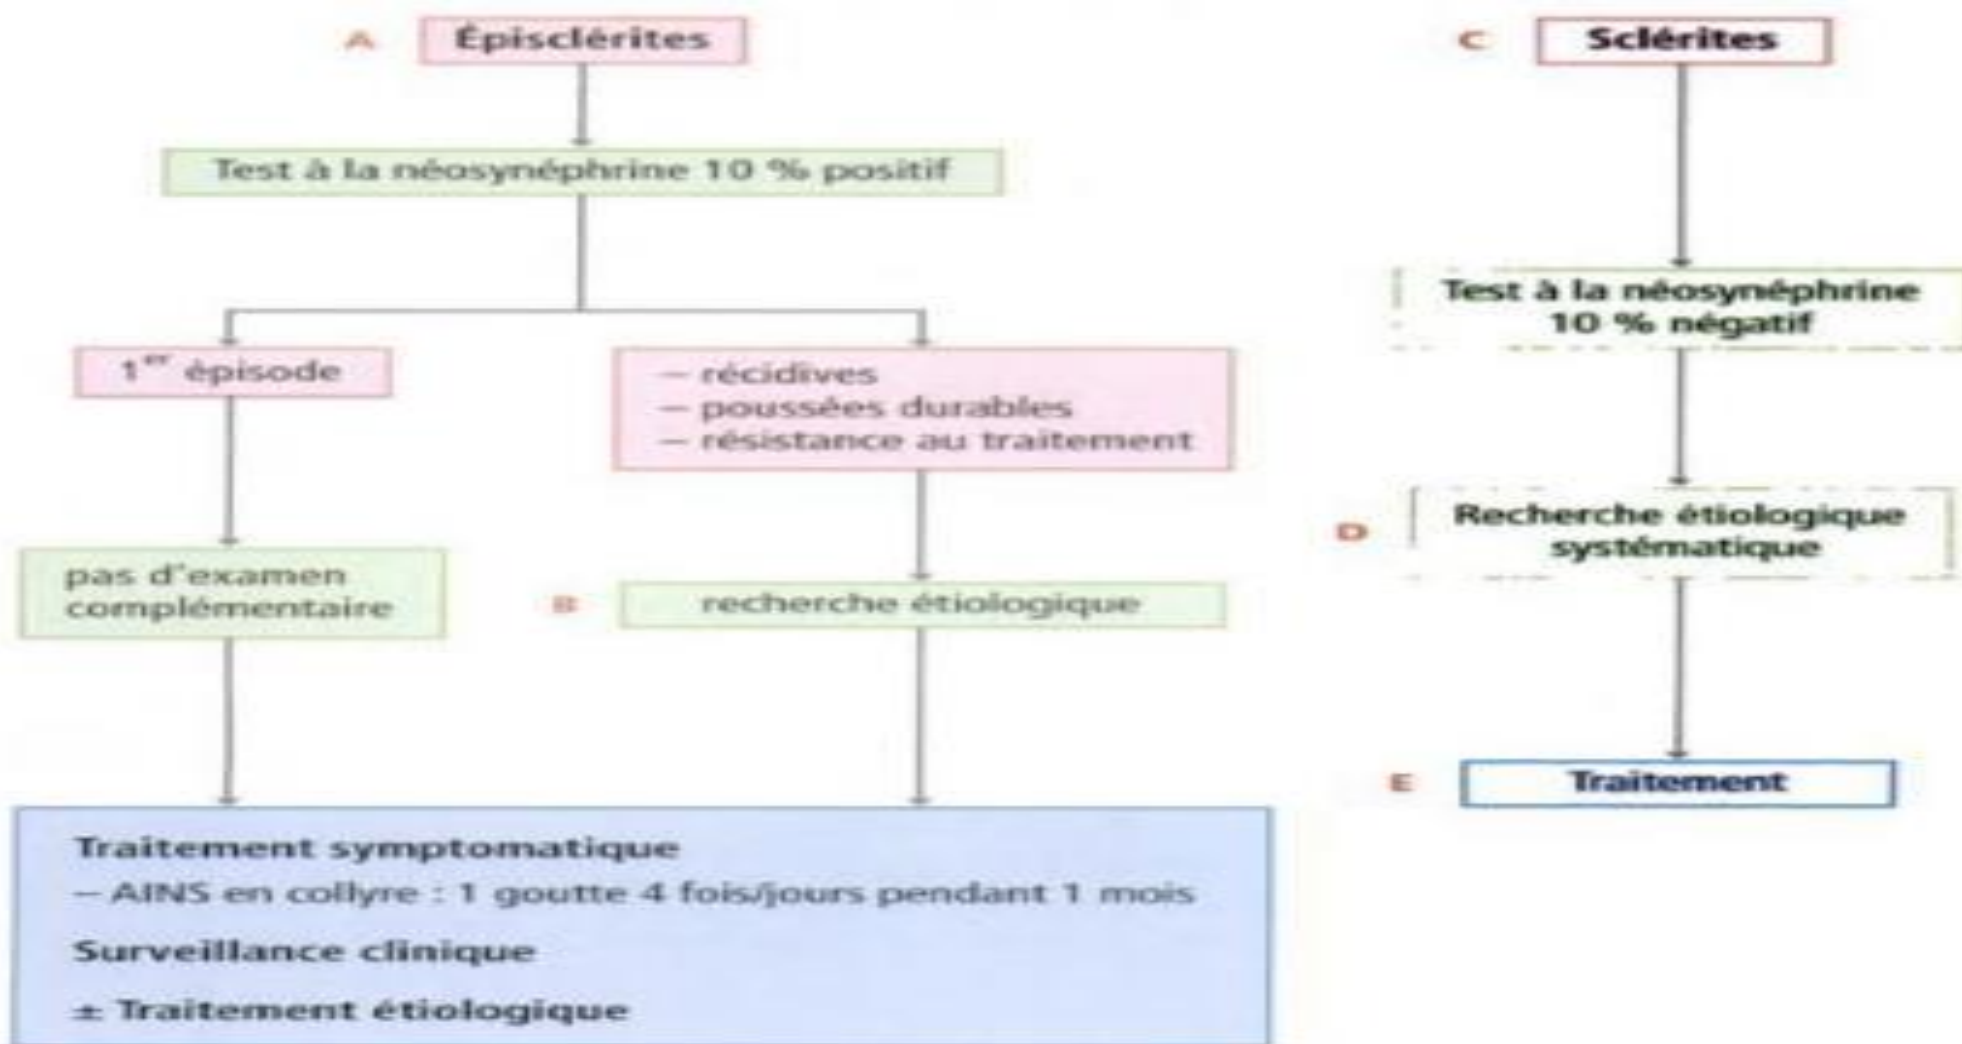 A Épisclérites
Test à la néosynéphrine 10 % positif
1er épisode
– récidives
– poussées durables
– résistance au traitement
pas d'examen
complémentaire
B recherche étiologique
Traitement symptomatique
– AINS en collyre : 1 goutte 4 fois/jours pendant 1 mois
Surveillance clinique
± Traitement étiologique
C Sclérites
Test à la néosynéphrine
10 % négatif
D Recherche étiologique
systématique
E Traitement